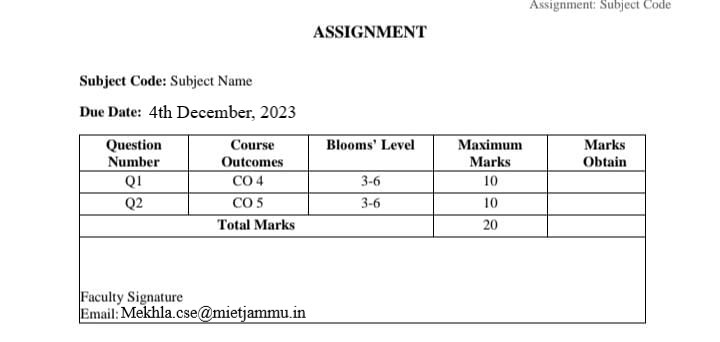 Assignment: Subject Code
ASSIGNMENT
Subject Code: Subject Name
Due Date: 4th December, 2023
Question Number Course Outcomes Blooms' Level Maximum Marks Marks Obtain
Q1 CO 4 3-6 10
Q2 CO 5 3-6 10
Total Marks 20
Faculty Signature
Email: Mekhla.cse@mietjammu.in